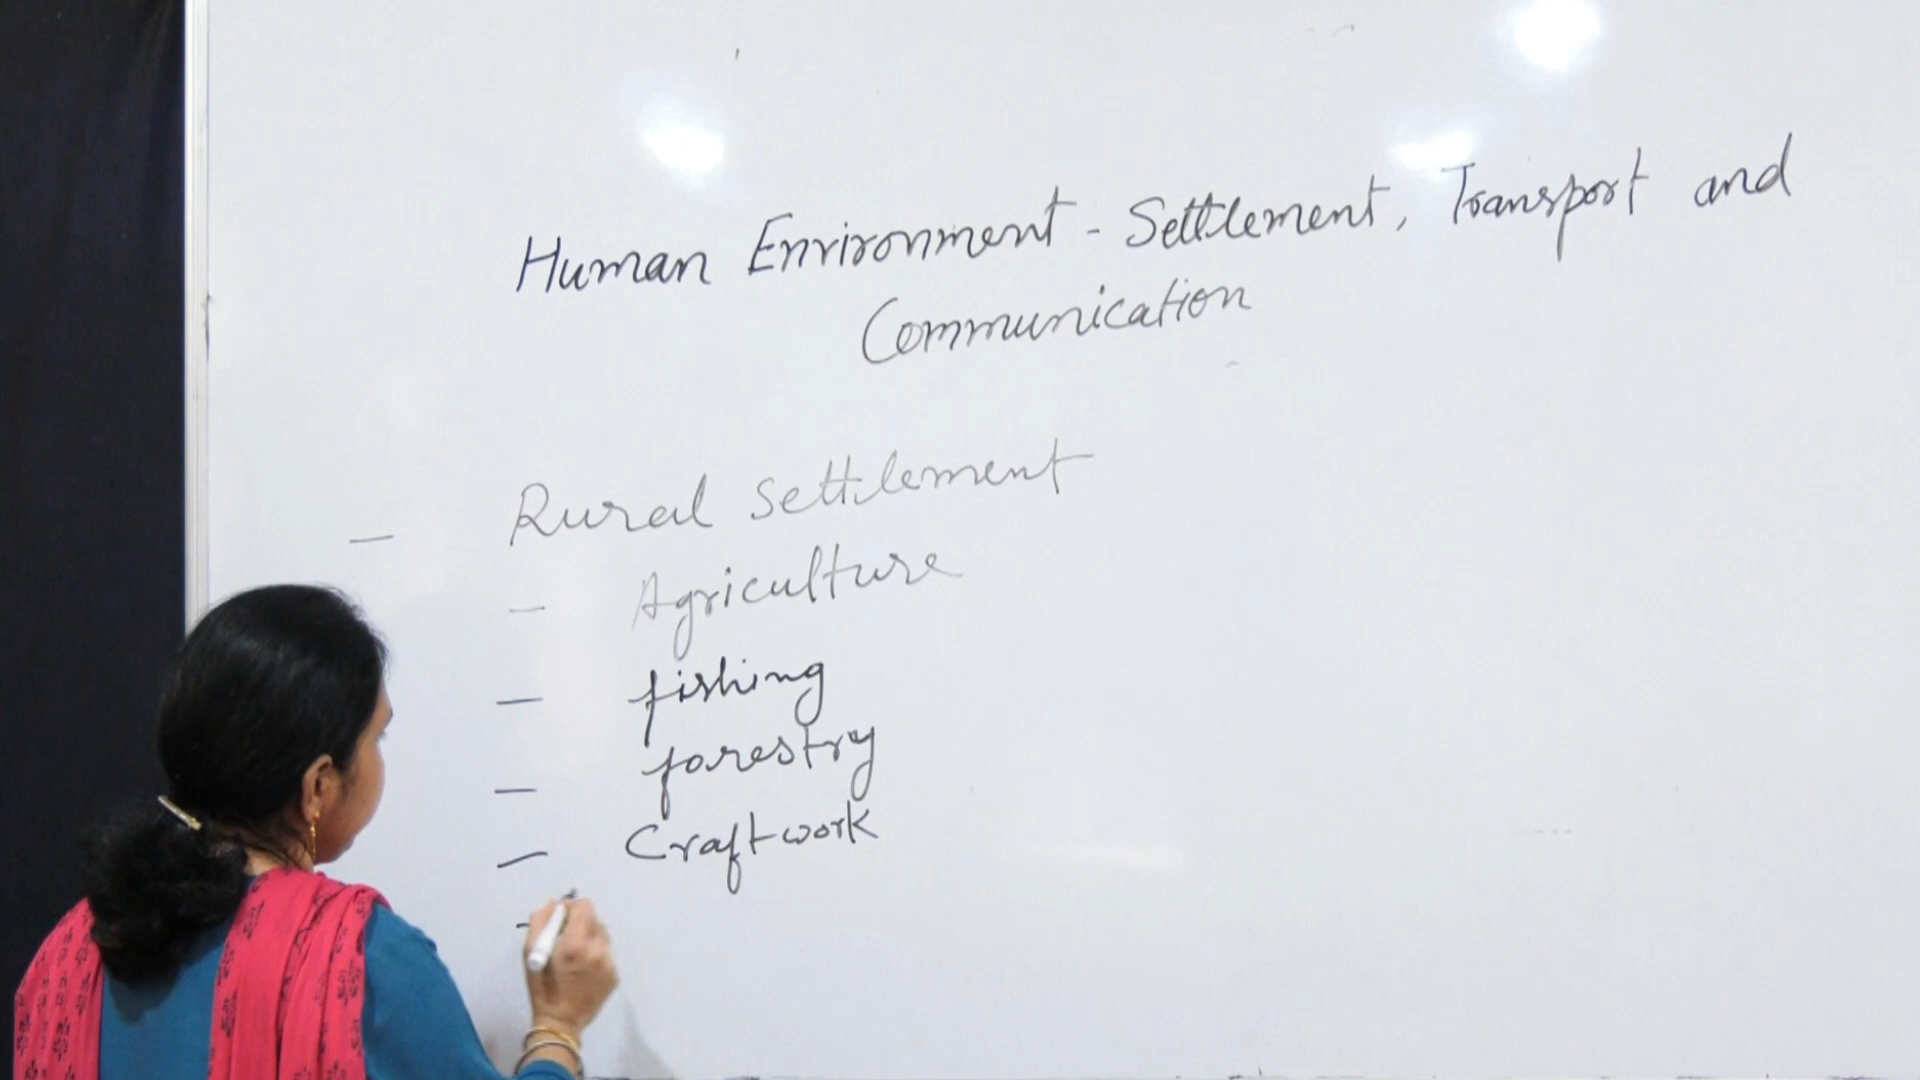 Human Environment - Settlement, Transport and
Communication
– Rural Settlement
– Agriculture
– fishing
– forestry
– Craftwork
-